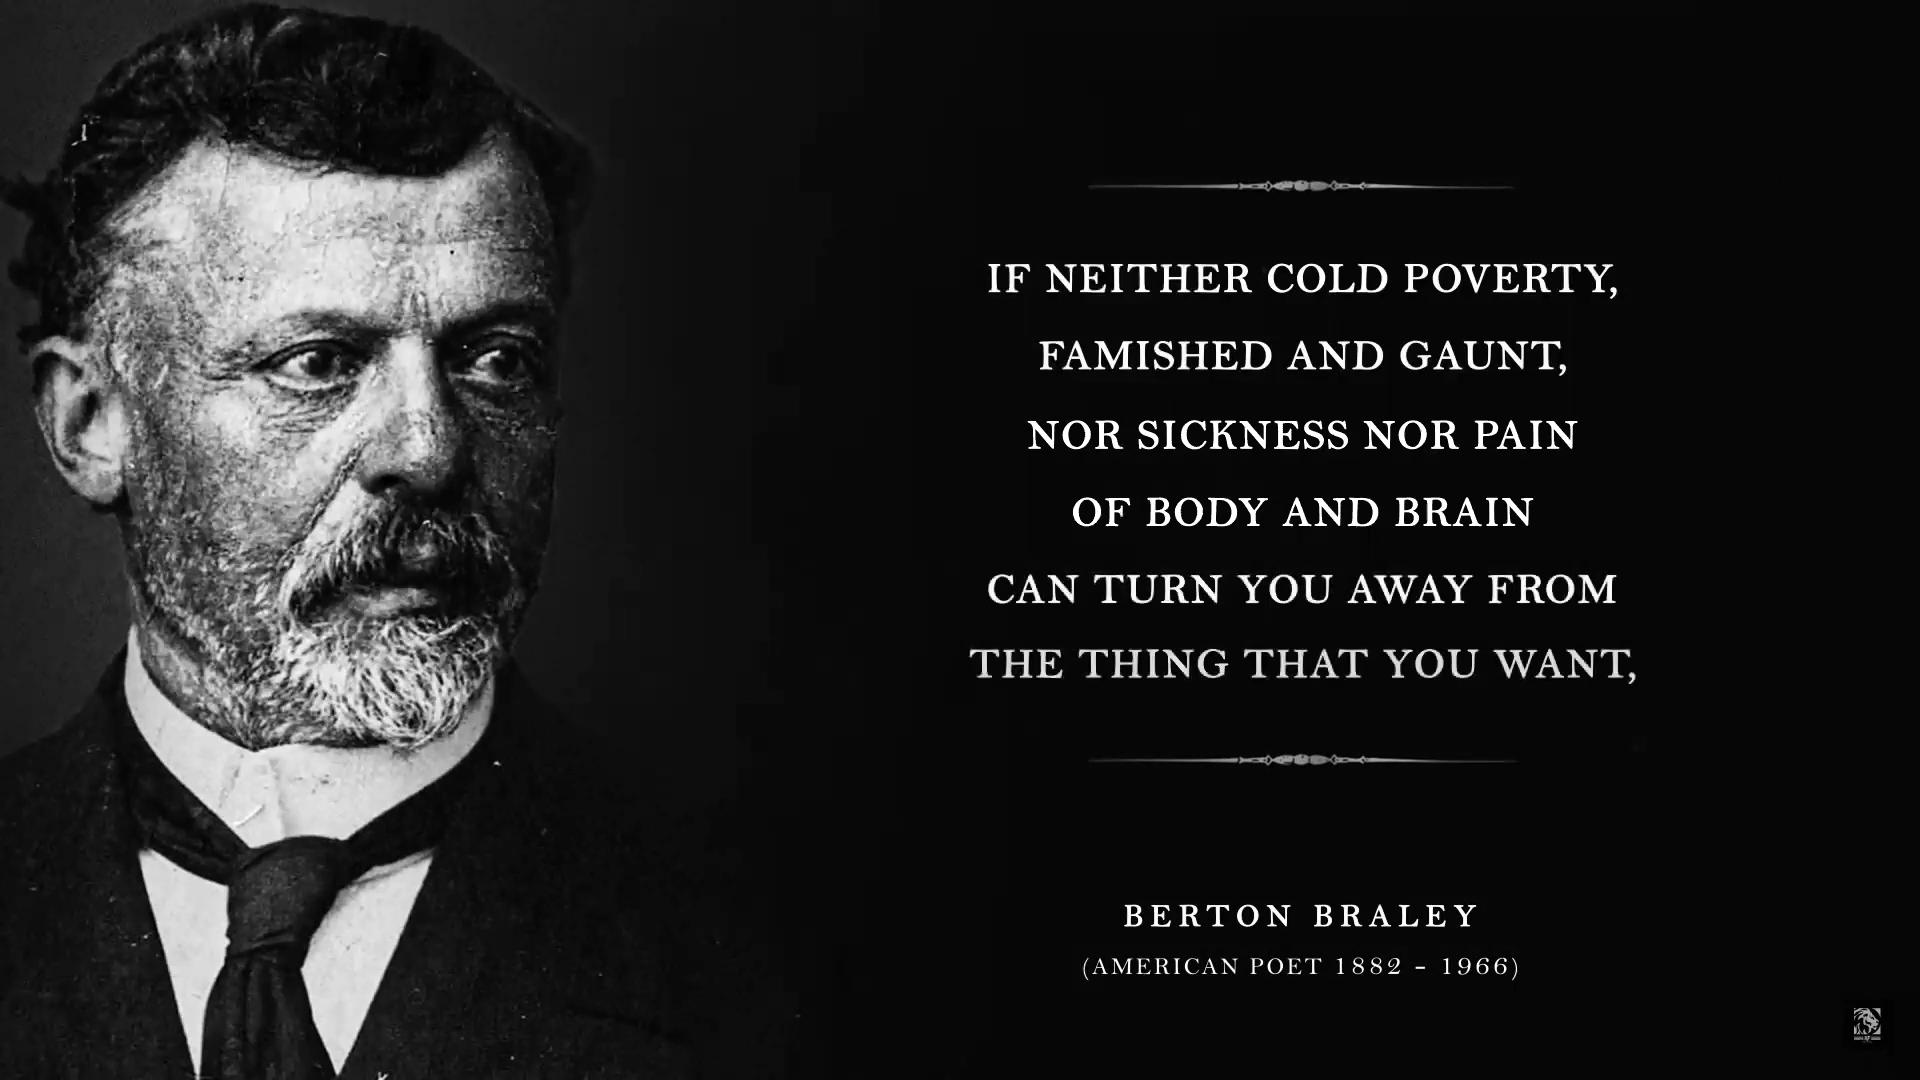 IF NEITHER COLD POVERTY,
FAMISHED AND GAUNT,
NOR SICKNESS NOR PAIN
OF BODY AND BRAIN
CAN TURN YOU AWAY FROM
THE THING THAT YOU WANT,
BERTON BRALEY
(AMERICAN POET 1882 - 1966)